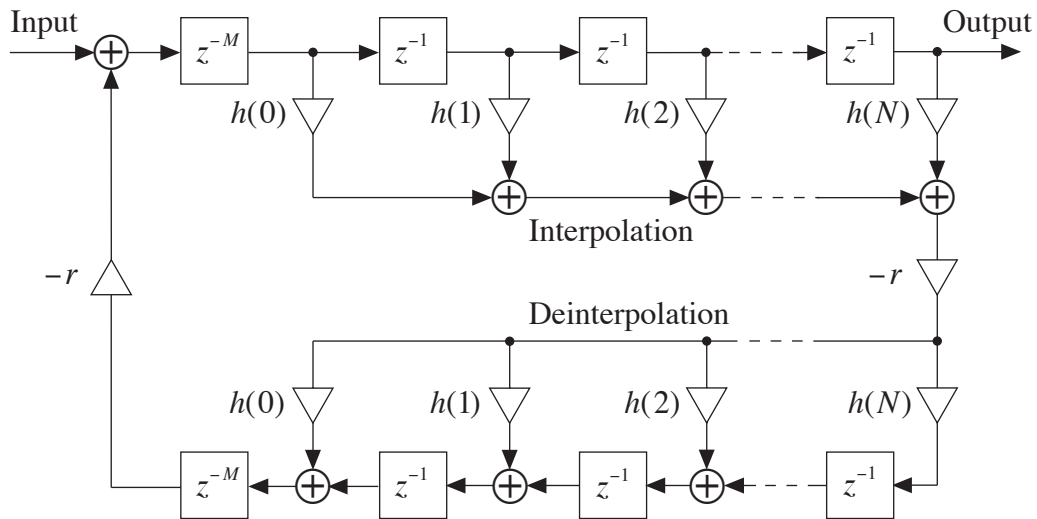 Input Output
z^{-M} z^{-1} z^{-1} z^{-1}
h(0) h(1) h(2) h(N)
Interpolation
−r −r
Deinterpolation
h(0) h(1) h(2) h(N)
z^{-M} z^{-1} z^{-1} z^{-1}